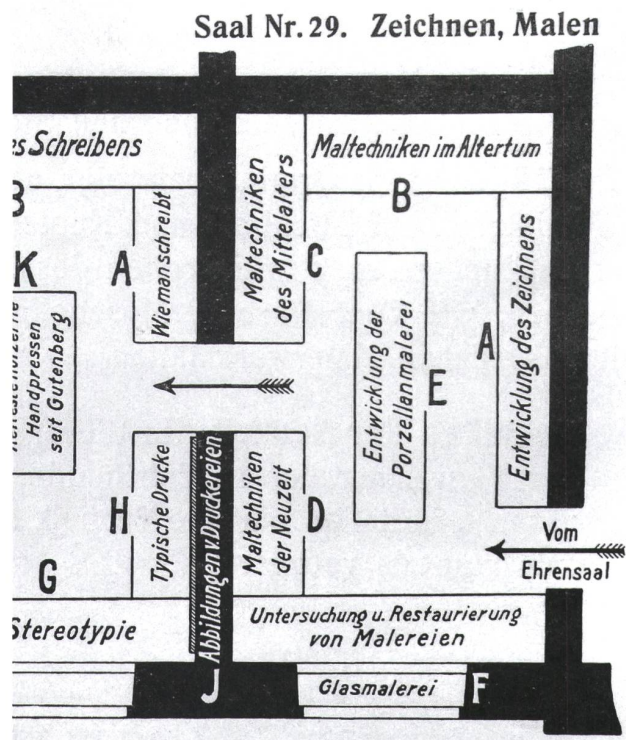 Saal Nr. 29. Zeichnen, Malen
Schreibens
Maltechniken im Altertum
B
A
Wie man schreibt
Maltechniken
des Mittelalters
C
K
Handpressen
seit Gutenberg
Entwicklung der
Porzellanmalerei
E
A
Entwicklung des Zeichnens
H
Typische Drucke
Abbildungen v. Druckereien
Maltechniken
der Neuzeit
D
Vom
Ehrensaal
G
Stereotypie
J
Untersuchung u. Restaurierung
von Malereien
Glasmalerei
F